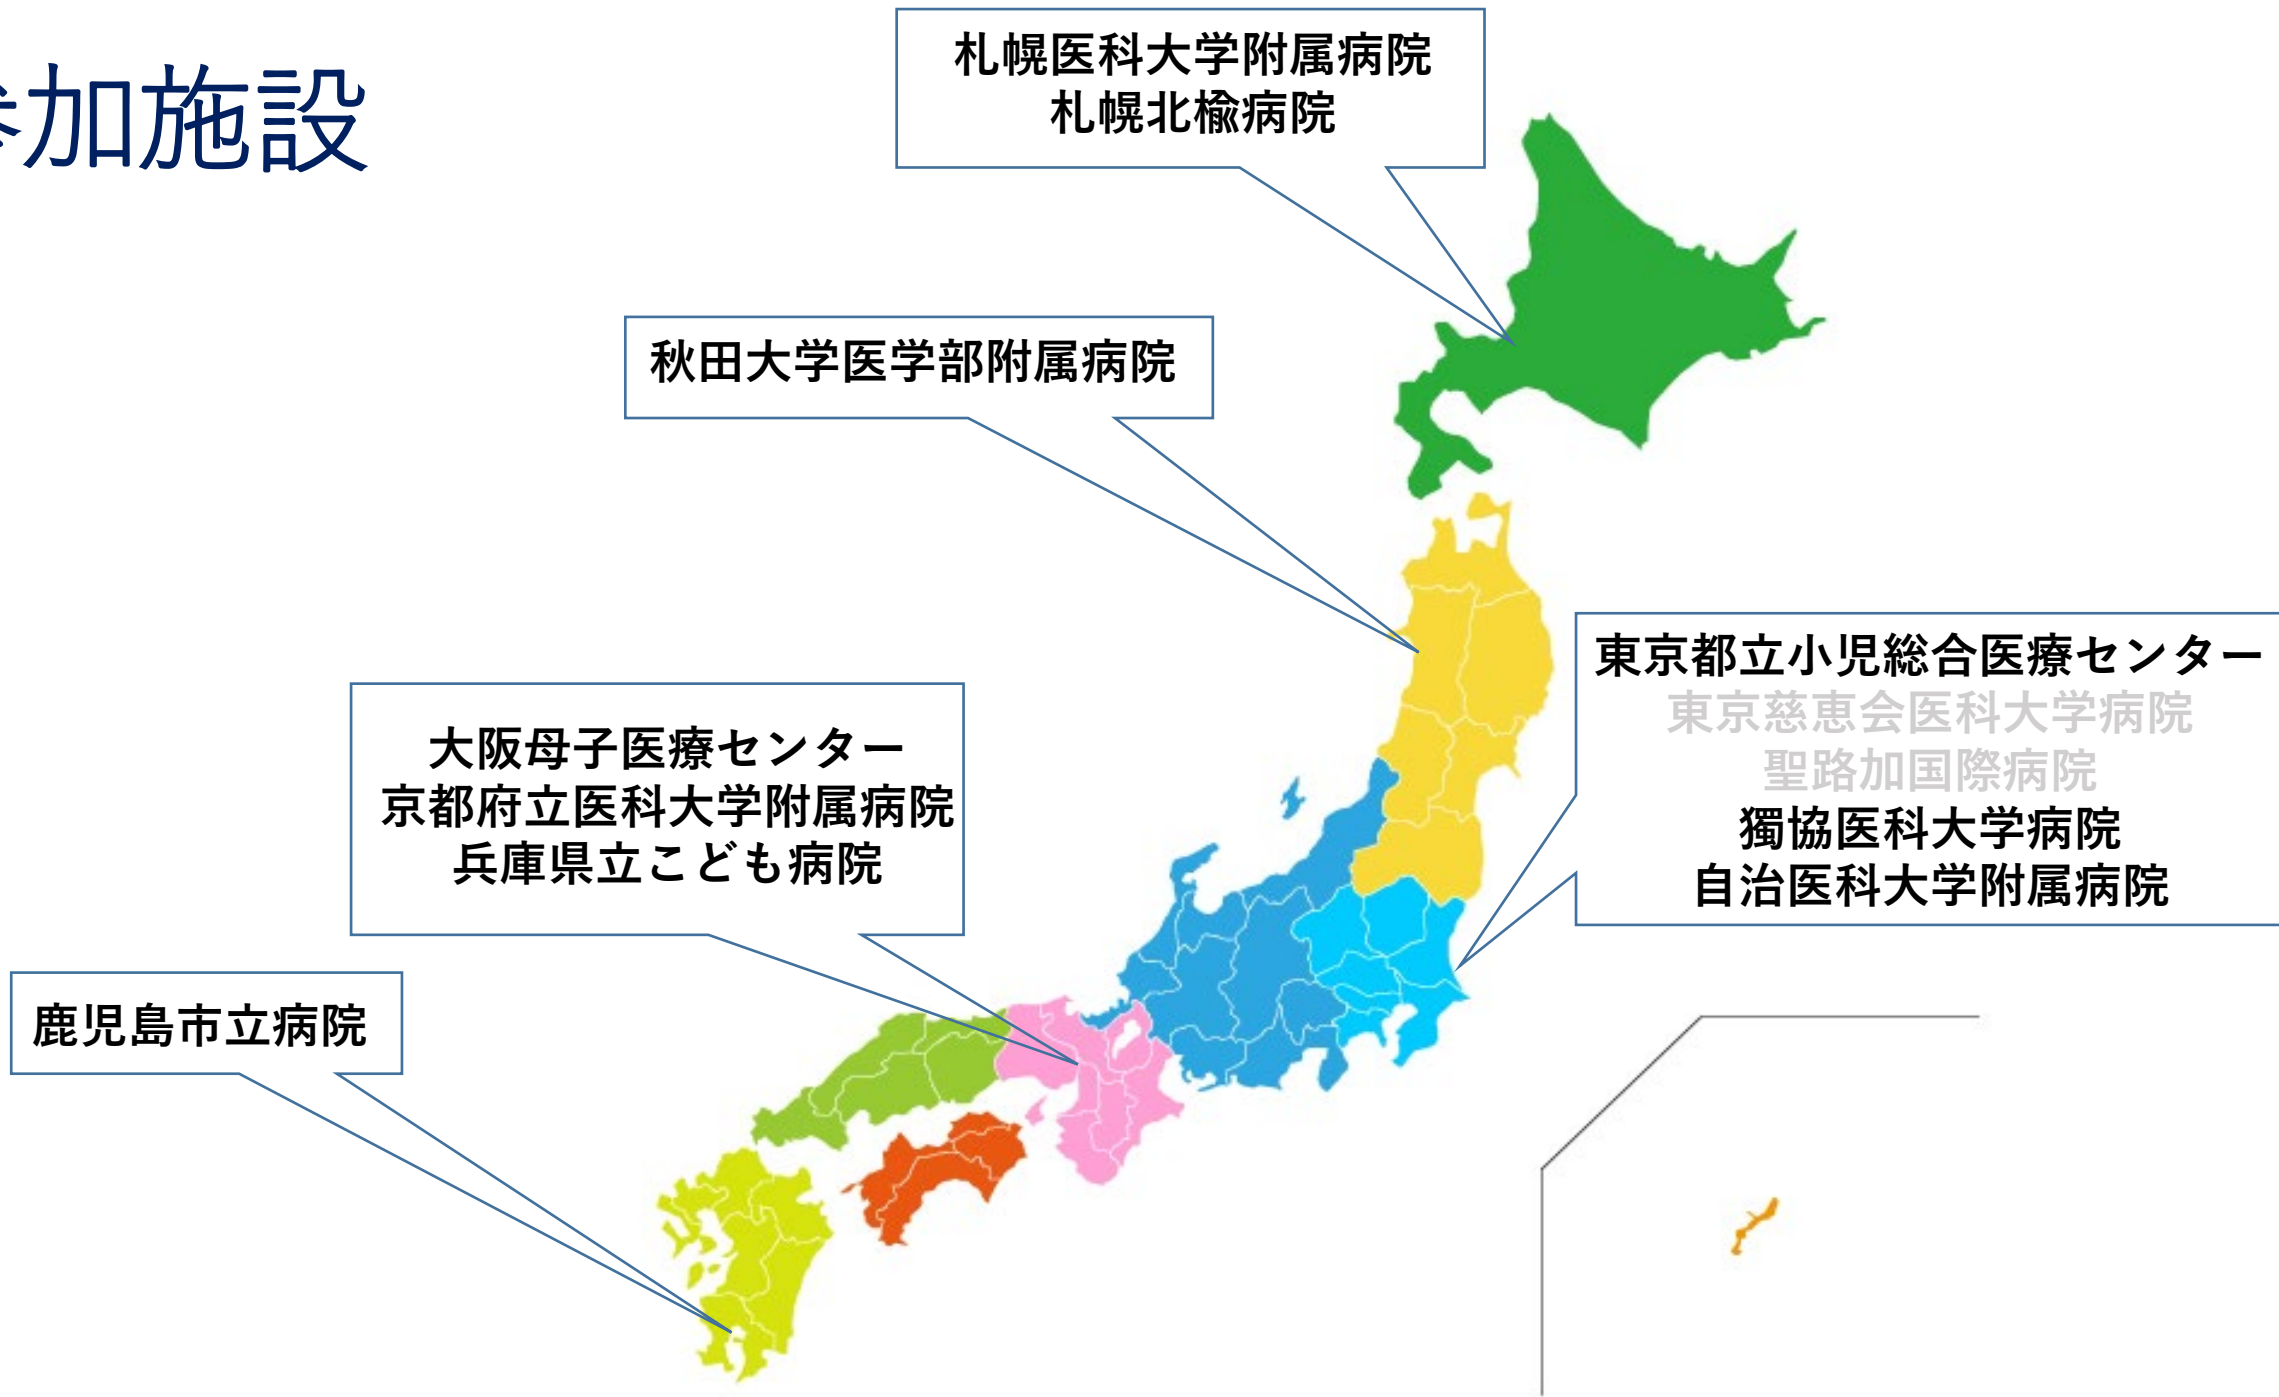 参加施設
札幌医科大学附属病院
札幌北楡病院
秋田大学医学部附属病院
東京都立小児総合医療センター
東京慈恵会医科大学病院
聖路加国際病院
獨協医科大学病院
自治医科大学附属病院
大阪母子医療センター
京都府立医科大学附属病院
兵庫県立こども病院
鹿児島市立病院